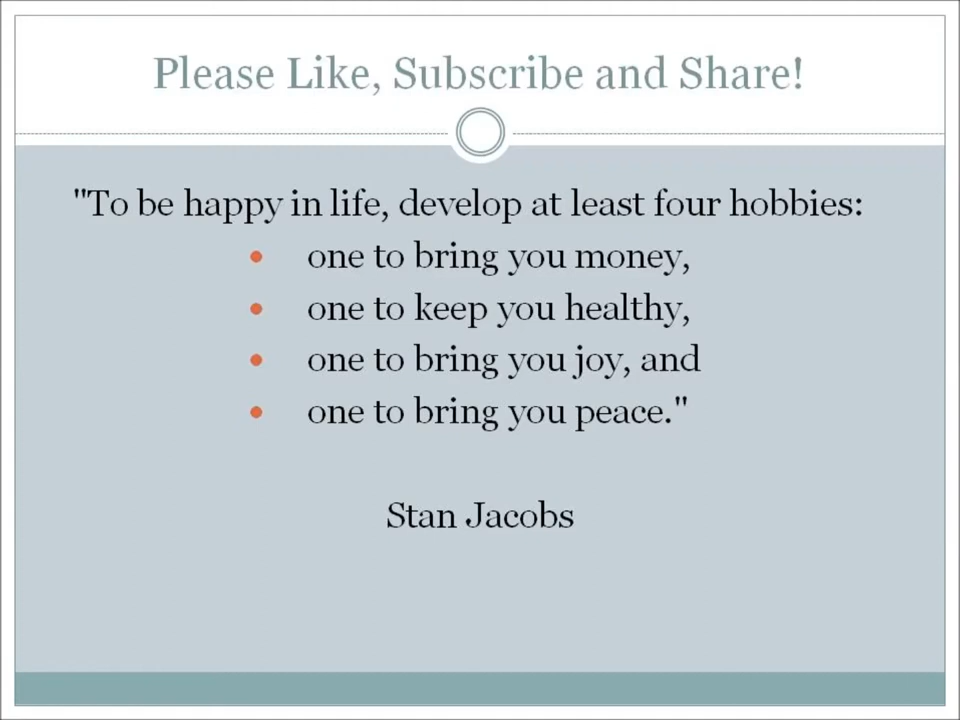 Please Like, Subscribe and Share!
"To be happy in life, develop at least four hobbies:
• one to bring you money,
• one to keep you healthy,
• one to bring you joy, and
• one to bring you peace."
Stan Jacobs